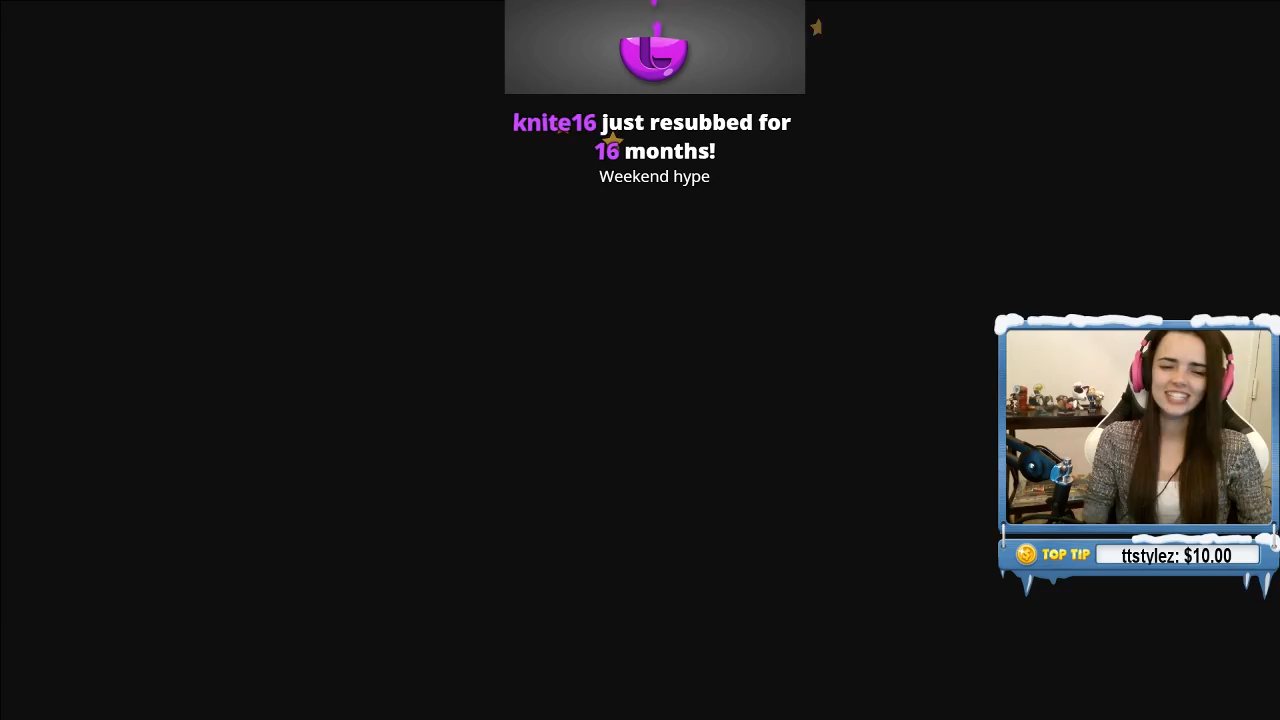 knite16 just resubbed for
16 months!
Weekend hype
TOP TIP
ttstylez: $10.00